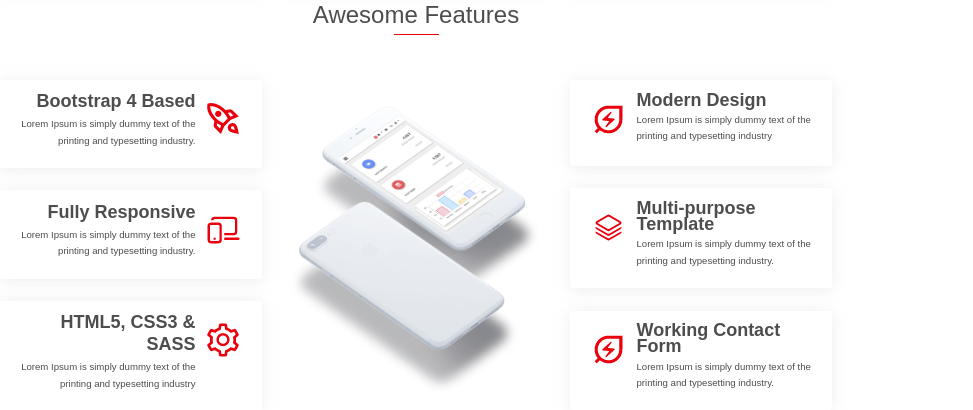 Awesome Features
Bootstrap 4 Based
Lorem Ipsum is simply dummy text of the
printing and typesetting industry.
Fully Responsive
Lorem Ipsum is simply dummy text of the
printing and typesetting industry.
HTML5, CSS3 &
SASS
Lorem Ipsum is simply dummy text of the
printing and typesetting industry
Modern Design
Lorem Ipsum is simply dummy text of the
printing and typesetting industry
Multi-purpose
Template
Lorem Ipsum is simply dummy text of the
printing and typesetting industry.
Working Contact
Form
Lorem Ipsum is simply dummy text of the
printing and typesetting industry.